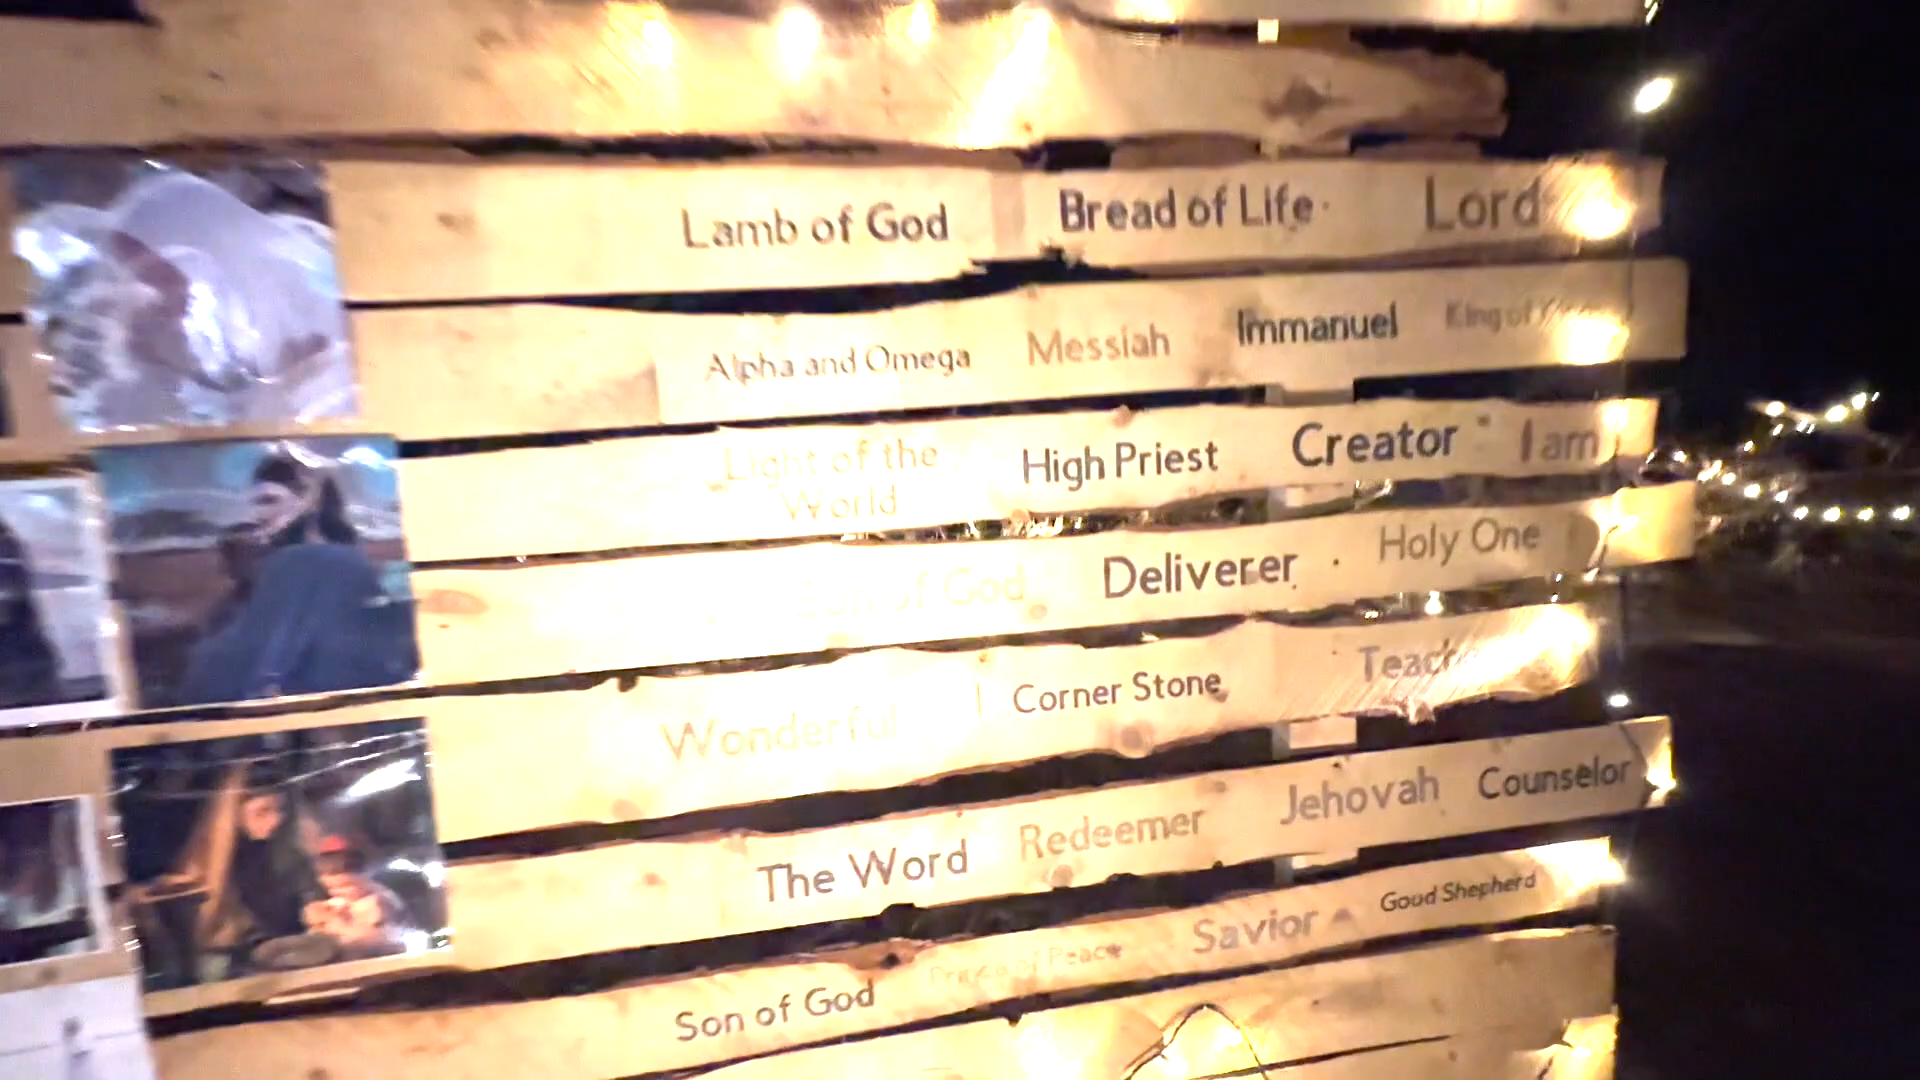 Lamb of God Bread of Life Lord
Alpha and Omega Messiah Immanuel King of
Light of the World High Priest Creator I am
Son of God Deliverer Holy One
Wonderful Corner Stone
The Word Redeemer Jehovah Counselor
Son of God Prince of Peace Savior Good Shepherd